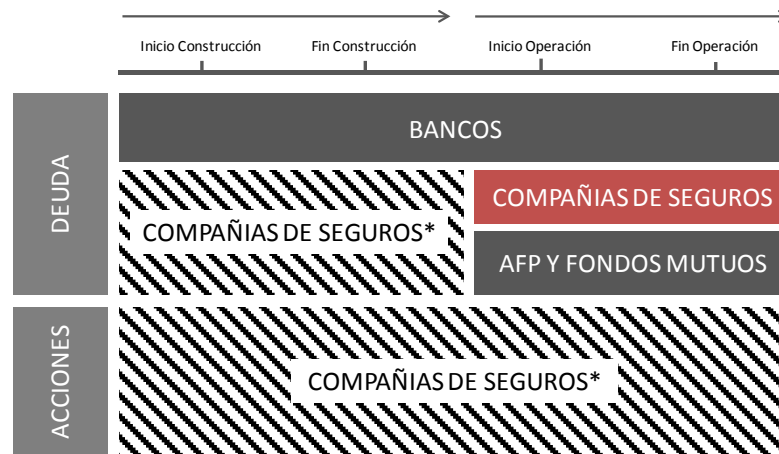 Inicio Construcción Fin Construcción Inicio Operación Fin Operación
DEUDA
BANCOS
COMPAÑIAS DE SEGUROS*
COMPAÑIAS DE SEGUROS
AFP Y FONDOS MUTUOS
ACCIONES
COMPAÑIAS DE SEGUROS*